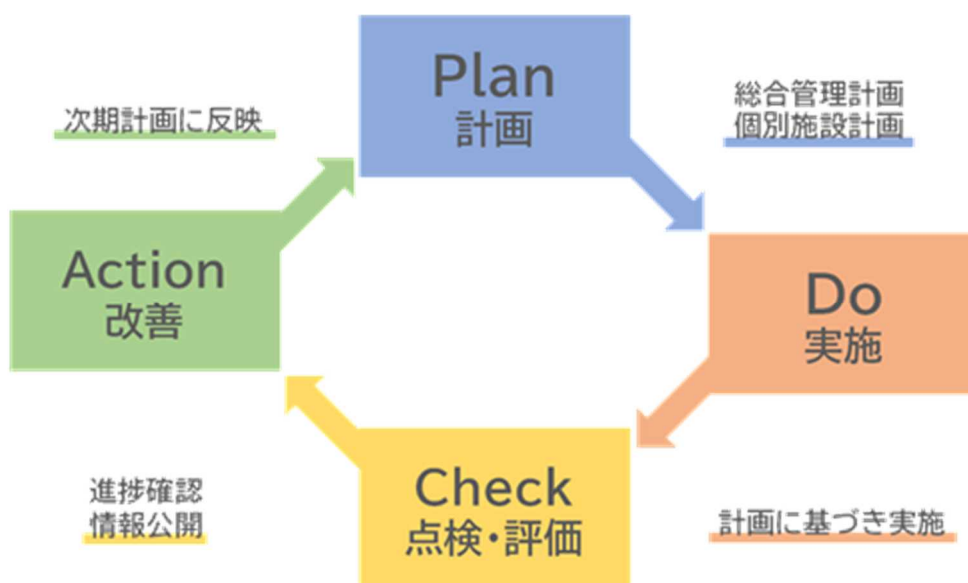 Plan
計画
総合管理計画
個別施設計画
Do
実施
計画に基づき実施
Check
点検・評価
進捗確認
情報公開
Action
改善
次期計画に反映